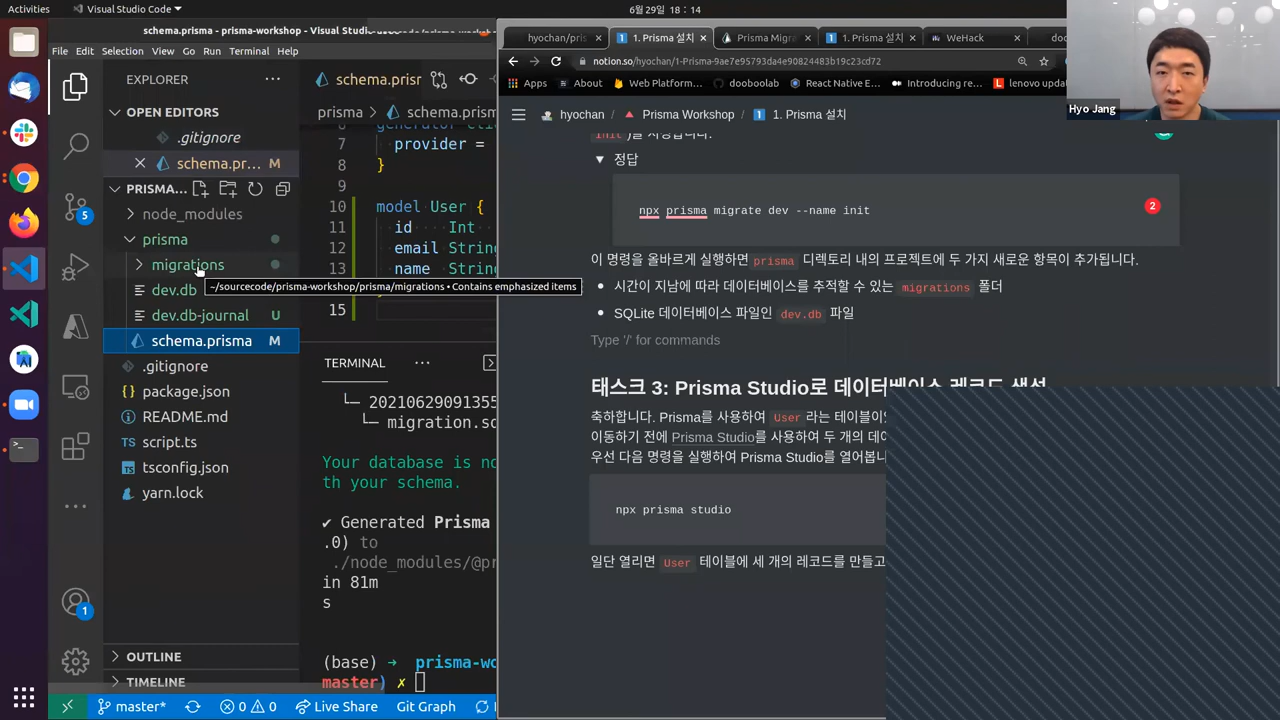 Activities
Visual Studio Code
6월 29일 18 : 14
schema.prisma - prisma-workshop - Visual Stud
File Edit Selection View Go Run Terminal Help
EXPLORER
OPEN EDITORS
.gitignore
schema.pr... M
PRISMA...
node_modules
prisma
migrations
~/sourcecode/prisma-workshop/prisma/migrations • Contains emphasized items
dev.db
dev.db-journal U
schema.prisma M
.gitignore
package.json
README.md
script.ts
tsconfig.json
yarn.lock
OUTLINE
TIMELINE
5
1
schema.prisr
prisma > schema.prism
7 provider =
8 }
9
10 model User {
11 id Int
12 email String
13 name String
15
TERMINAL
└─ 20210629091355
└─ migration.sc
Your database is no
th your schema.
✔ Generated Prisma
.0) to
./node_modules/@pr
in 81m
s
(base) → prisma-wo
master) ✗
master*
0 0
Live Share
Git Graph
hyochan/pris
1. Prisma 설치
Prisma Migr
1. Prisma 설치
WeHack
doc
notion.so/hyochan/1-Prisma-9ae7e95793da4e90824483b19c23cd72
Apps About Web Platform... dooboolab React Native E... Introducing re... lenovo updat
hyochan / Prisma Workshop / 1. Prisma 설치
Hyo Jang
정답
npx prisma migrate dev --name init
2
이 명령을 올바르게 실행하면 prisma 디렉토리 내의 프로젝트에 두 가지 새로운 항목이 추가됩니다.
시간이 지남에 따라 데이터베이스를 추적할 수 있는 migrations 폴더
SQLite 데이터베이스 파일인 dev.db 파일
Type '/' for commands
태스크 3: Prisma Studio로 데이터베이스 레코드 생성
축하합니다. Prisma를 사용하여 User 라는 테이블이
이동하기 전에 Prisma Studio를 사용하여 두 개의 데이
우선 다음 명령을 실행하여 Prisma Studio를 열어봅니
npx prisma studio
일단 열리면 User 테이블에 세 개의 레코드를 만들고